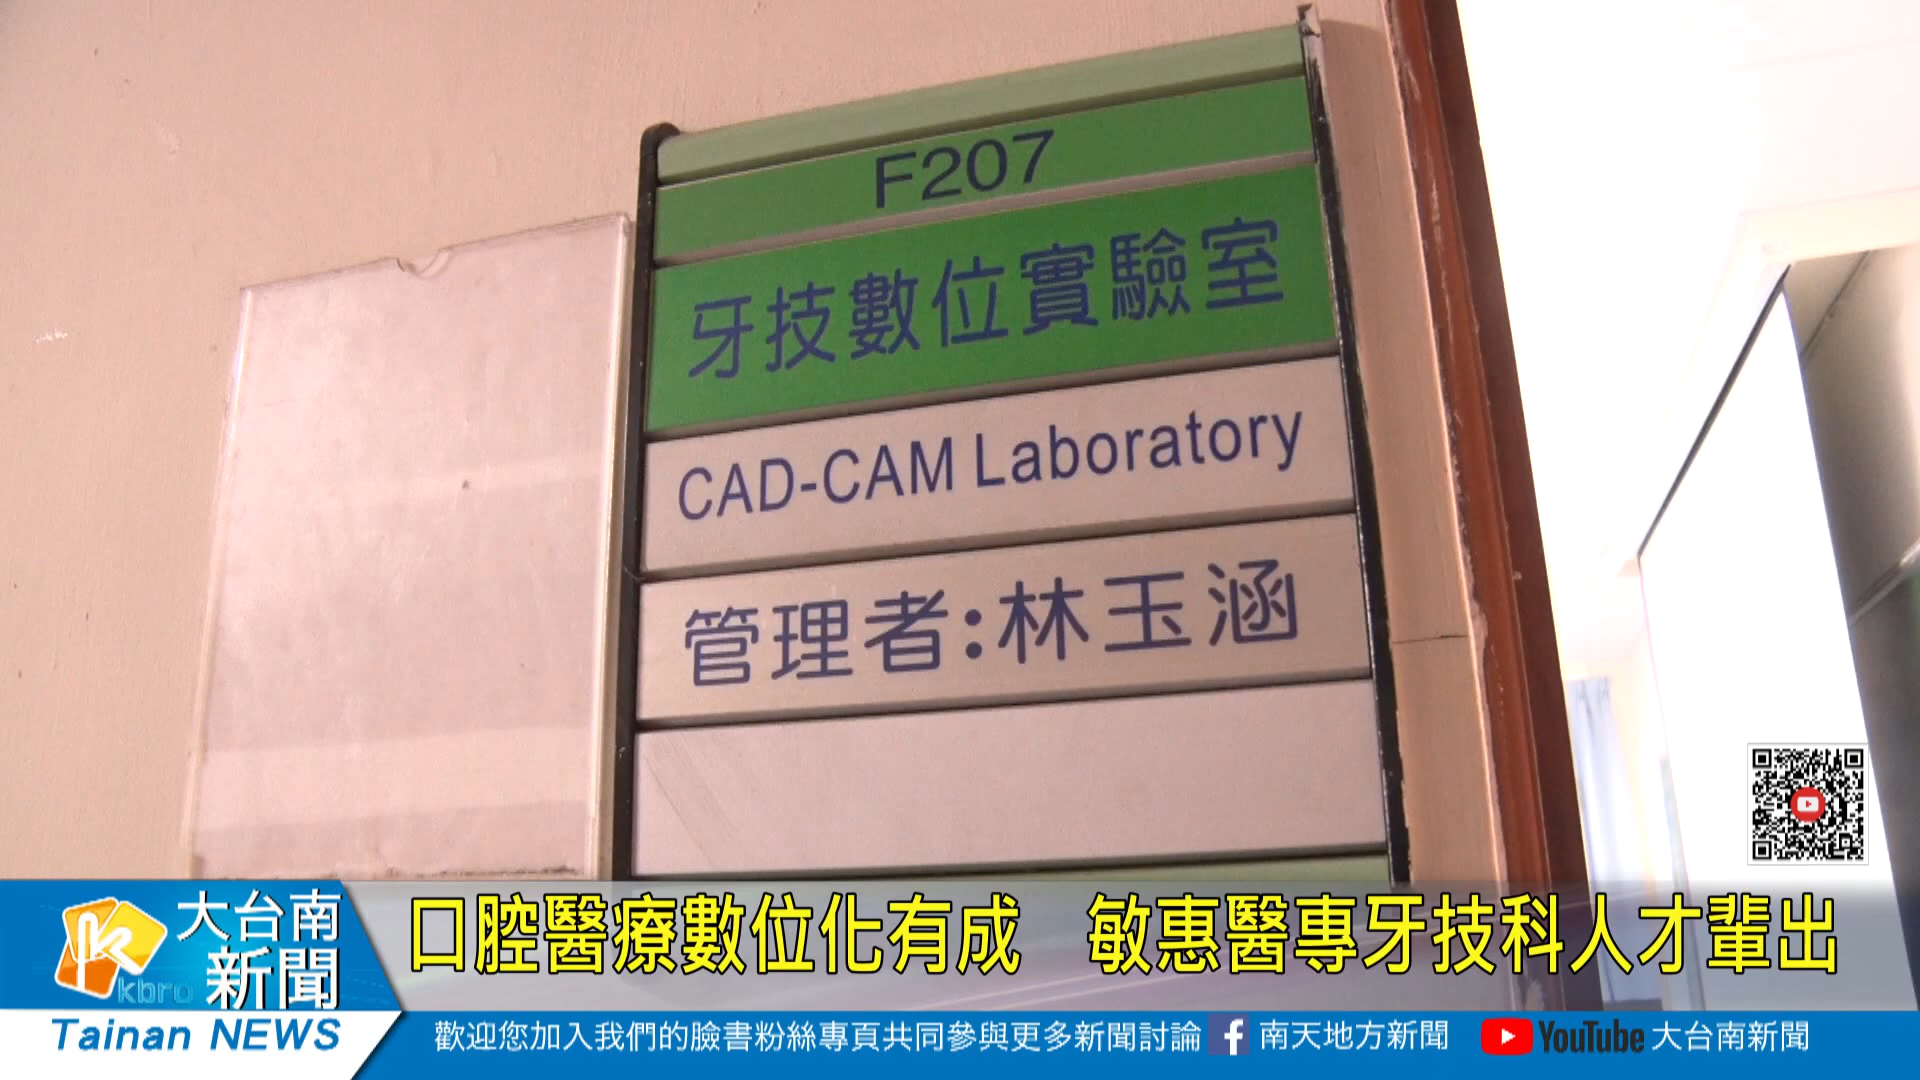 F207
牙技數位實驗室
CAD-CAM Laboratory
管理者:林玉涵
大台南
新聞
kbro
Tainan NEWS
口腔醫療數位化有成 敏惠醫專牙技科人才輩出
歡迎您加入我們的臉書粉絲專頁共同參與更多新聞討論 南天地方新聞 YouTube 大台南新聞